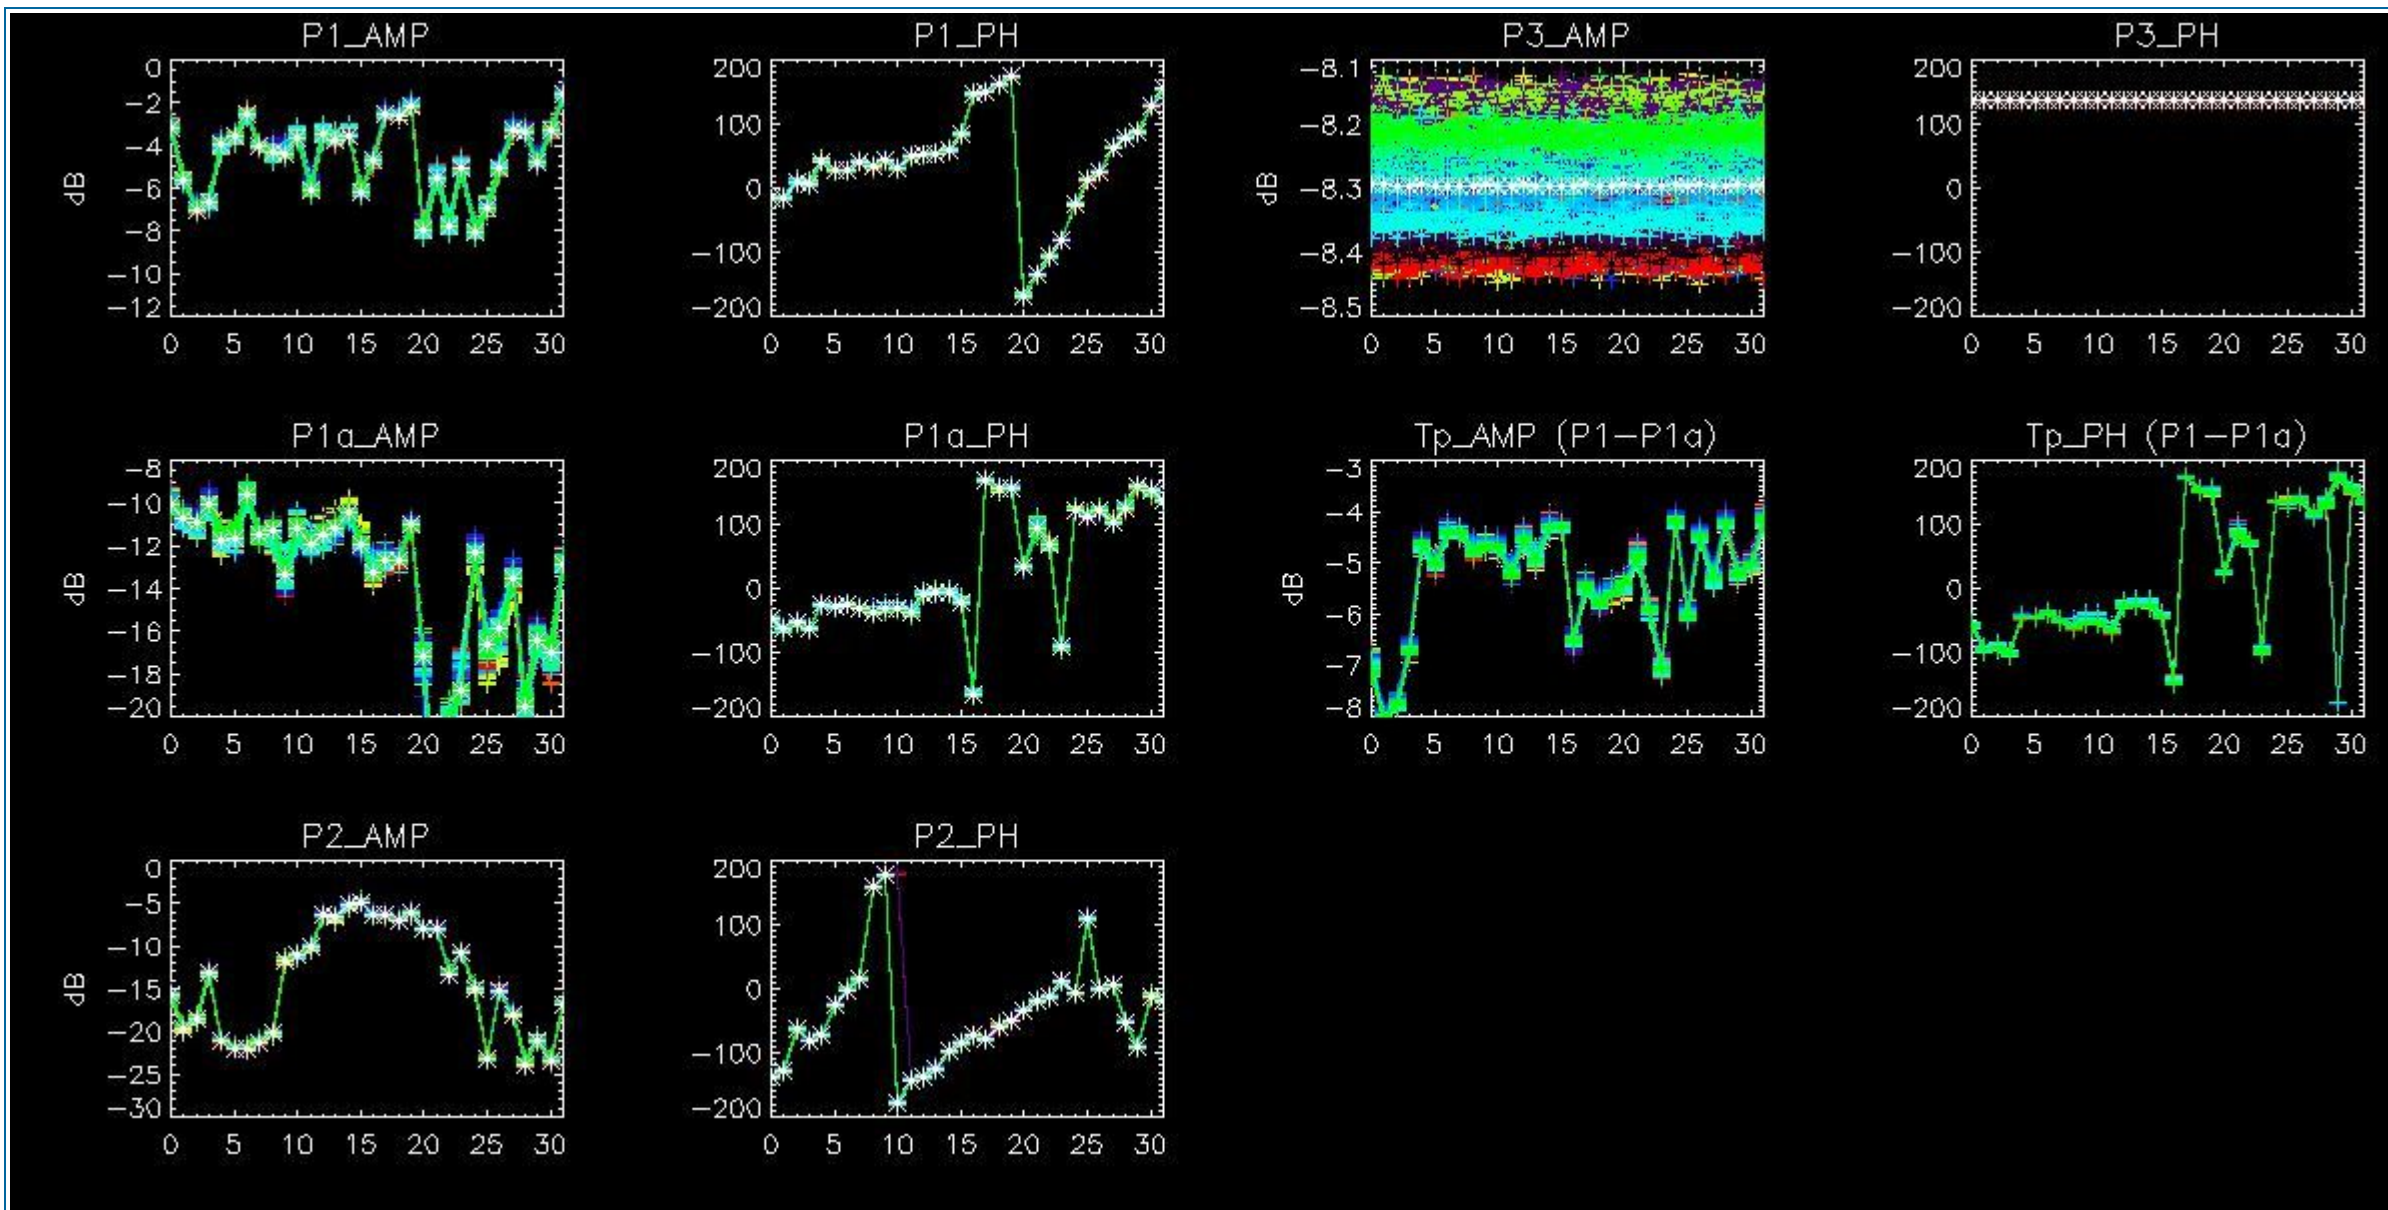 P1_AMP P1_PH P3_AMP P3_PH
0 200 -8.1 200
-2 100 -8.2 100
-4 0 -8.3 0
-6 -100 -8.4 -100
-8 -200 -8.5 -200
-10
-12
dB dB
0 5 10 15 20 25 30 0 5 10 15 20 25 30 0 5 10 15 20 25 30 0 5 10 15 20 25 30
P1a_AMP P1a_PH Tp_AMP (P1-P1a) Tp_PH (P1-P1a)
-8 200 -3 200
-10 100 -4 100
-12 0 -5 0
-14 -100 -6 -100
-16 -200 -7 -200
-18 -8
-20
dB dB
0 5 10 15 20 25 30 0 5 10 15 20 25 30 0 5 10 15 20 25 30 0 5 10 15 20 25 30
P2_AMP P2_PH
0 200
-5 100
-10 0
-15 -100
-20 -200
-25
-30
dB
0 5 10 15 20 25 30 0 5 10 15 20 25 30